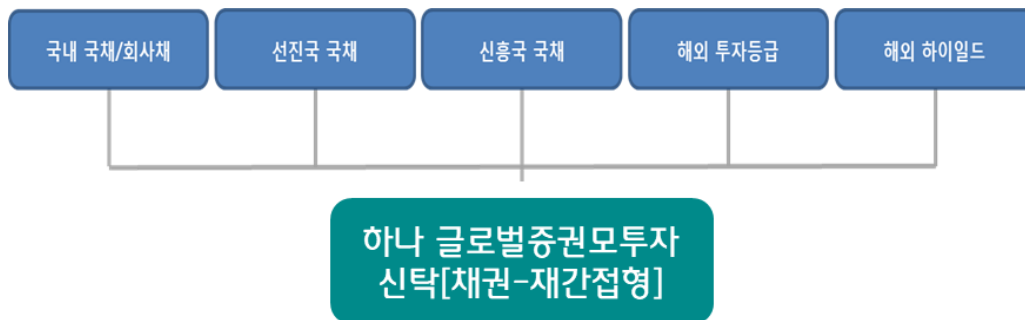 국내 국채/회사채
선진국 국채
신흥국 국채
해외 투자등급
해외 하이일드
하나 글로벌증권모투자
신탁[채권-재간접형]